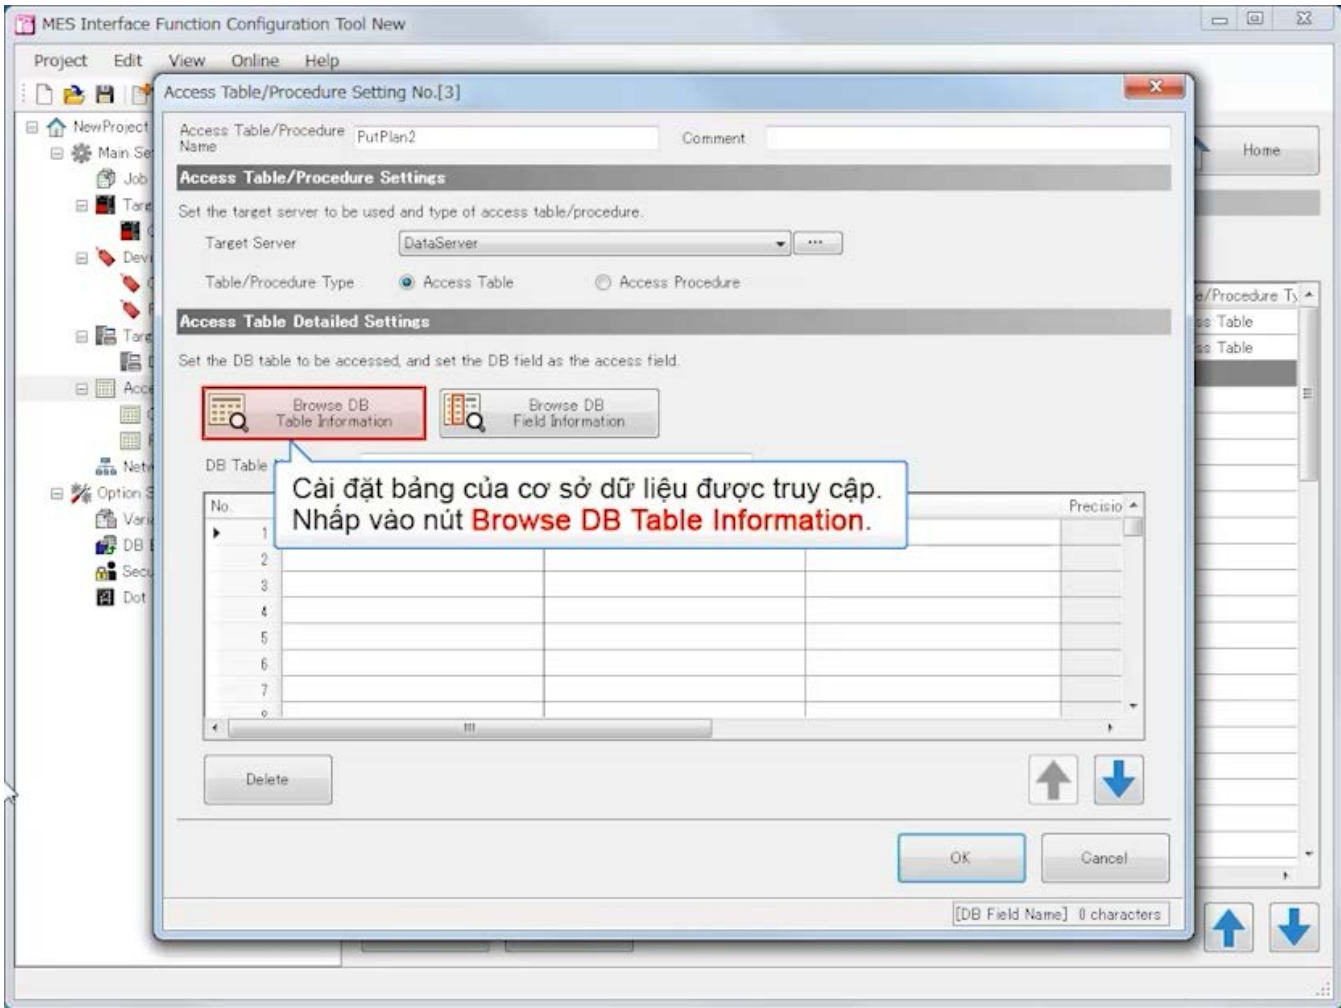 MES Interface Function Configuration Tool New
Project Edit View Online Help
Access Table/Procedure Setting No.[3]
NewProject
Main Se
Job
Targ
Devi
Targ
Acce
Netw
Option S
Varia
DB B
Secu
Dot
Access Table/Procedure Name PutPlan2 Comment
Access Table/Procedure Settings
Set the target server to be used and type of access table/procedure.
Target Server DataServer ...
Table/Procedure Type Access Table Access Procedure
Access Table Detailed Settings
Set the DB table to be accessed, and set the DB field as the access field.
Browse DB
Table Information
Browse DB
Field Information
DB Table
Cài đặt bảng của cơ sở dữ liệu được truy cập.
Nhấp vào nút Browse DB Table Information.
No. Precisio
1
2
3
4
5
6
7
Delete
OK Cancel
[DB Field Name] 0 characters
Home
e/Procedure Ty
ss Table
ss Table